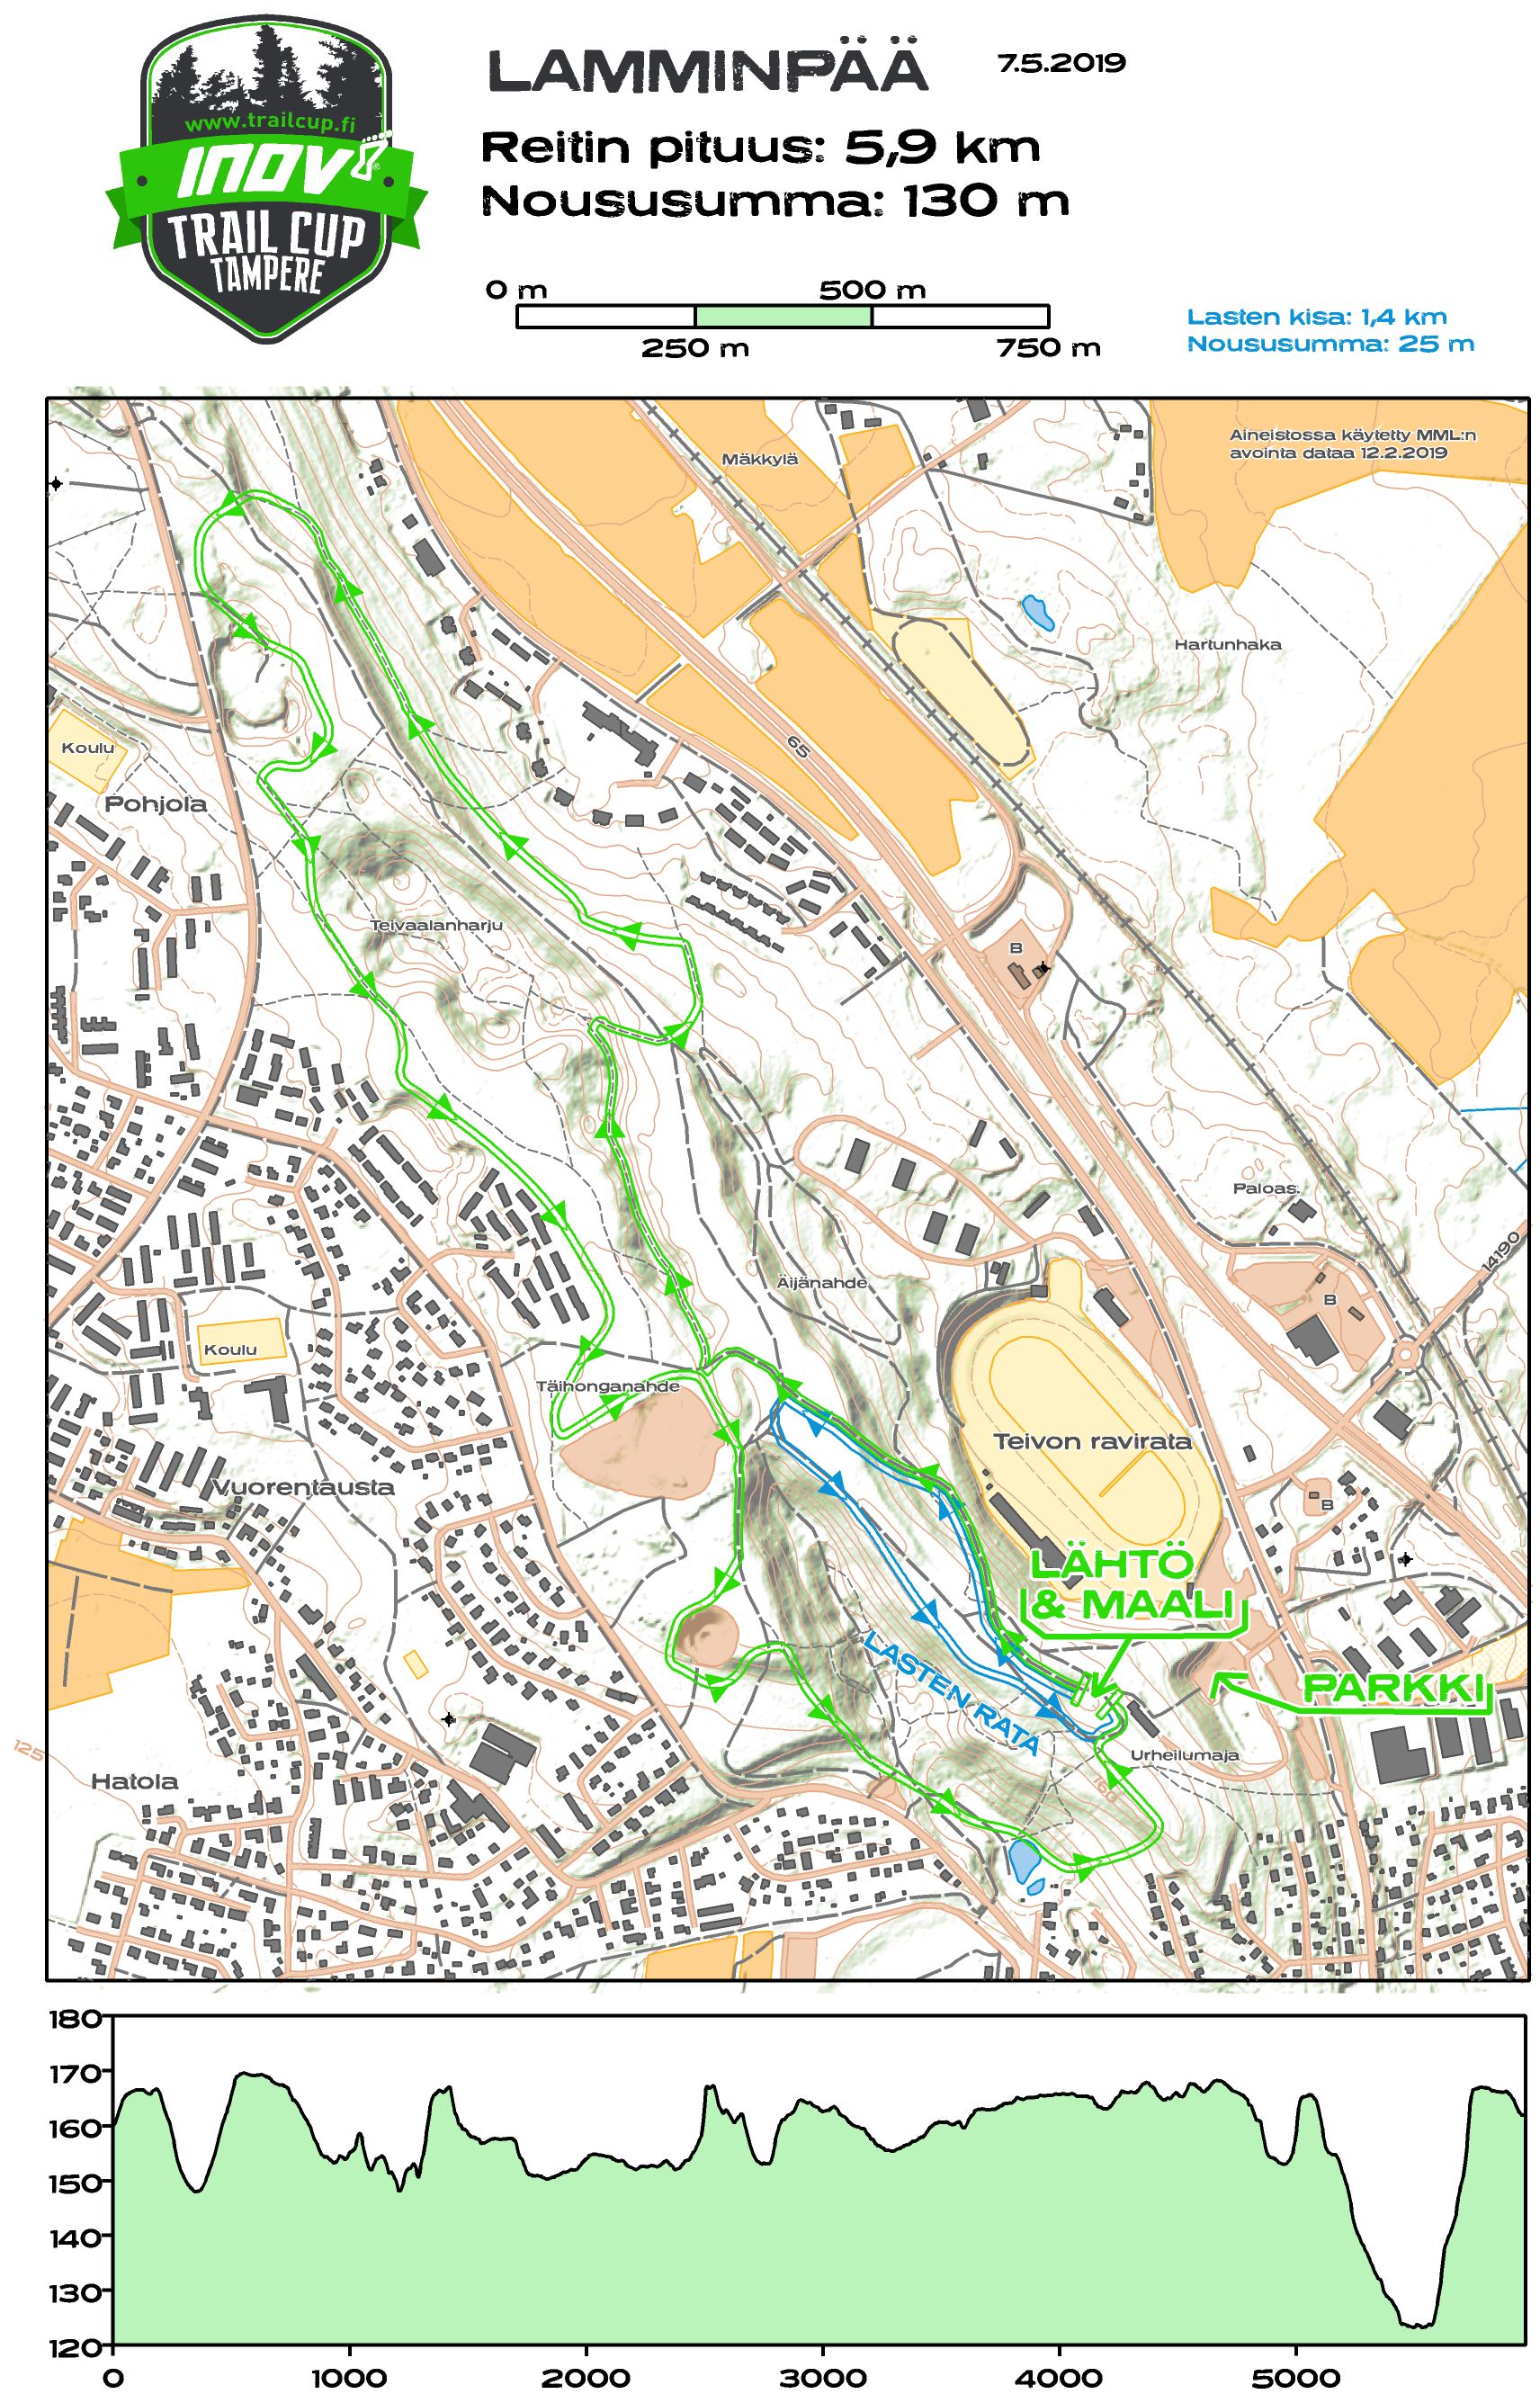 www.trailcup.fi
INOV8
TRAIL CUP
TAMPERE
LAMMINPÄÄ
7.5.2019
Reitin pituus: 5,9 km
Noususumma: 130 m
0 m
500 m
250 m
750 m
Lasten kisa: 1,4 km
Noususumma: 25 m
Aineistossa käytetty MML:n
avointa dataa 12.2.2019
Mäkkylä
Hartunhaka
65
Koulu
Pohjola
Teivaalanharju
B
Paloas.
14190
Äijänahde
B
Koulu
Täihonganahde
Teivon ravirata
Vuorentausta
B
LÄHTÖ
& MAALI
LASTEN RATA
PARKKI
Urheilumaja
125
Hatola
160
180
170
160
150
140
130
120
0
1000
2000
3000
4000
5000